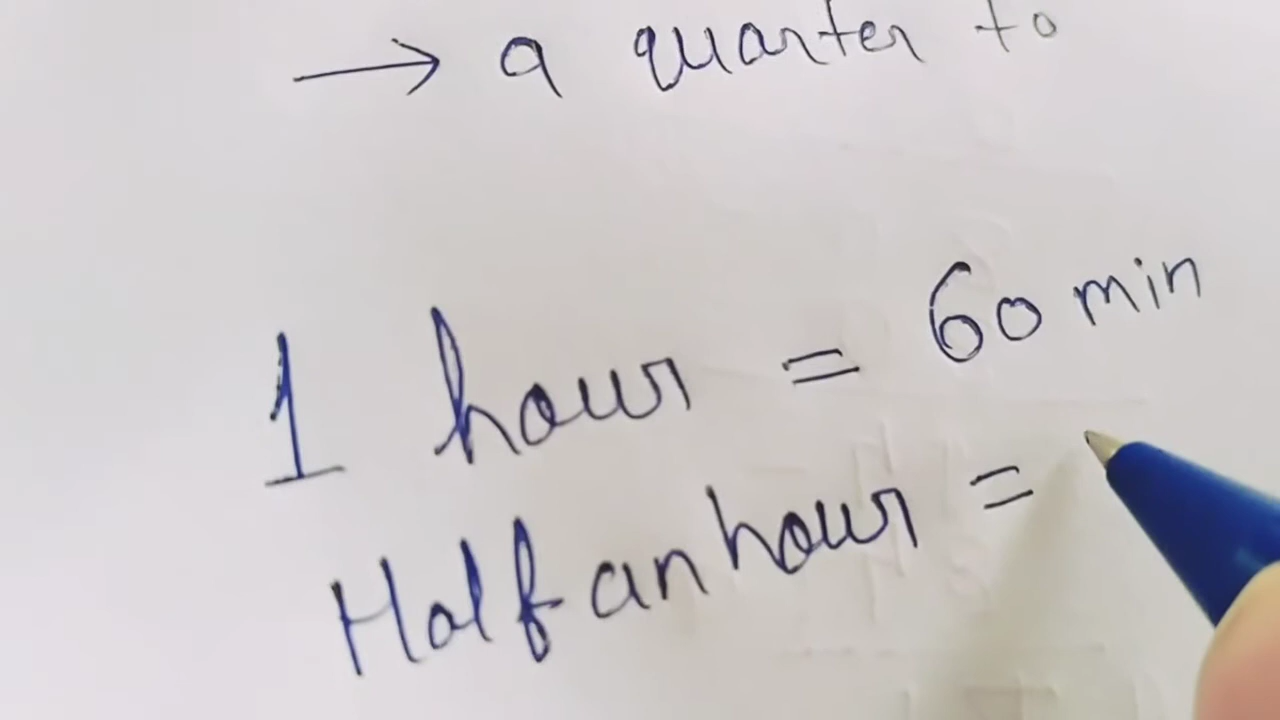 → a quarter to
1 hour = 60 min
Half an hour =